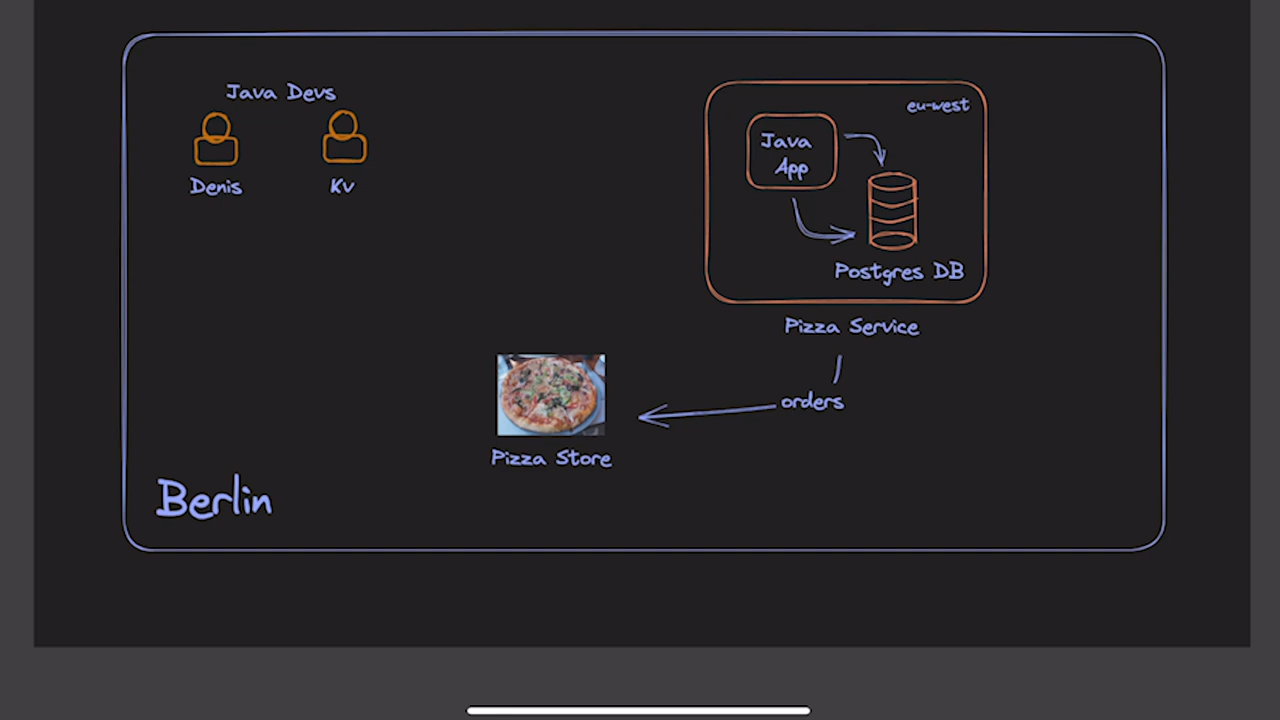 Java Devs
Denis
Kv
eu-west
Java
App
Postgres DB
Pizza Service
orders
Pizza Store
Berlin